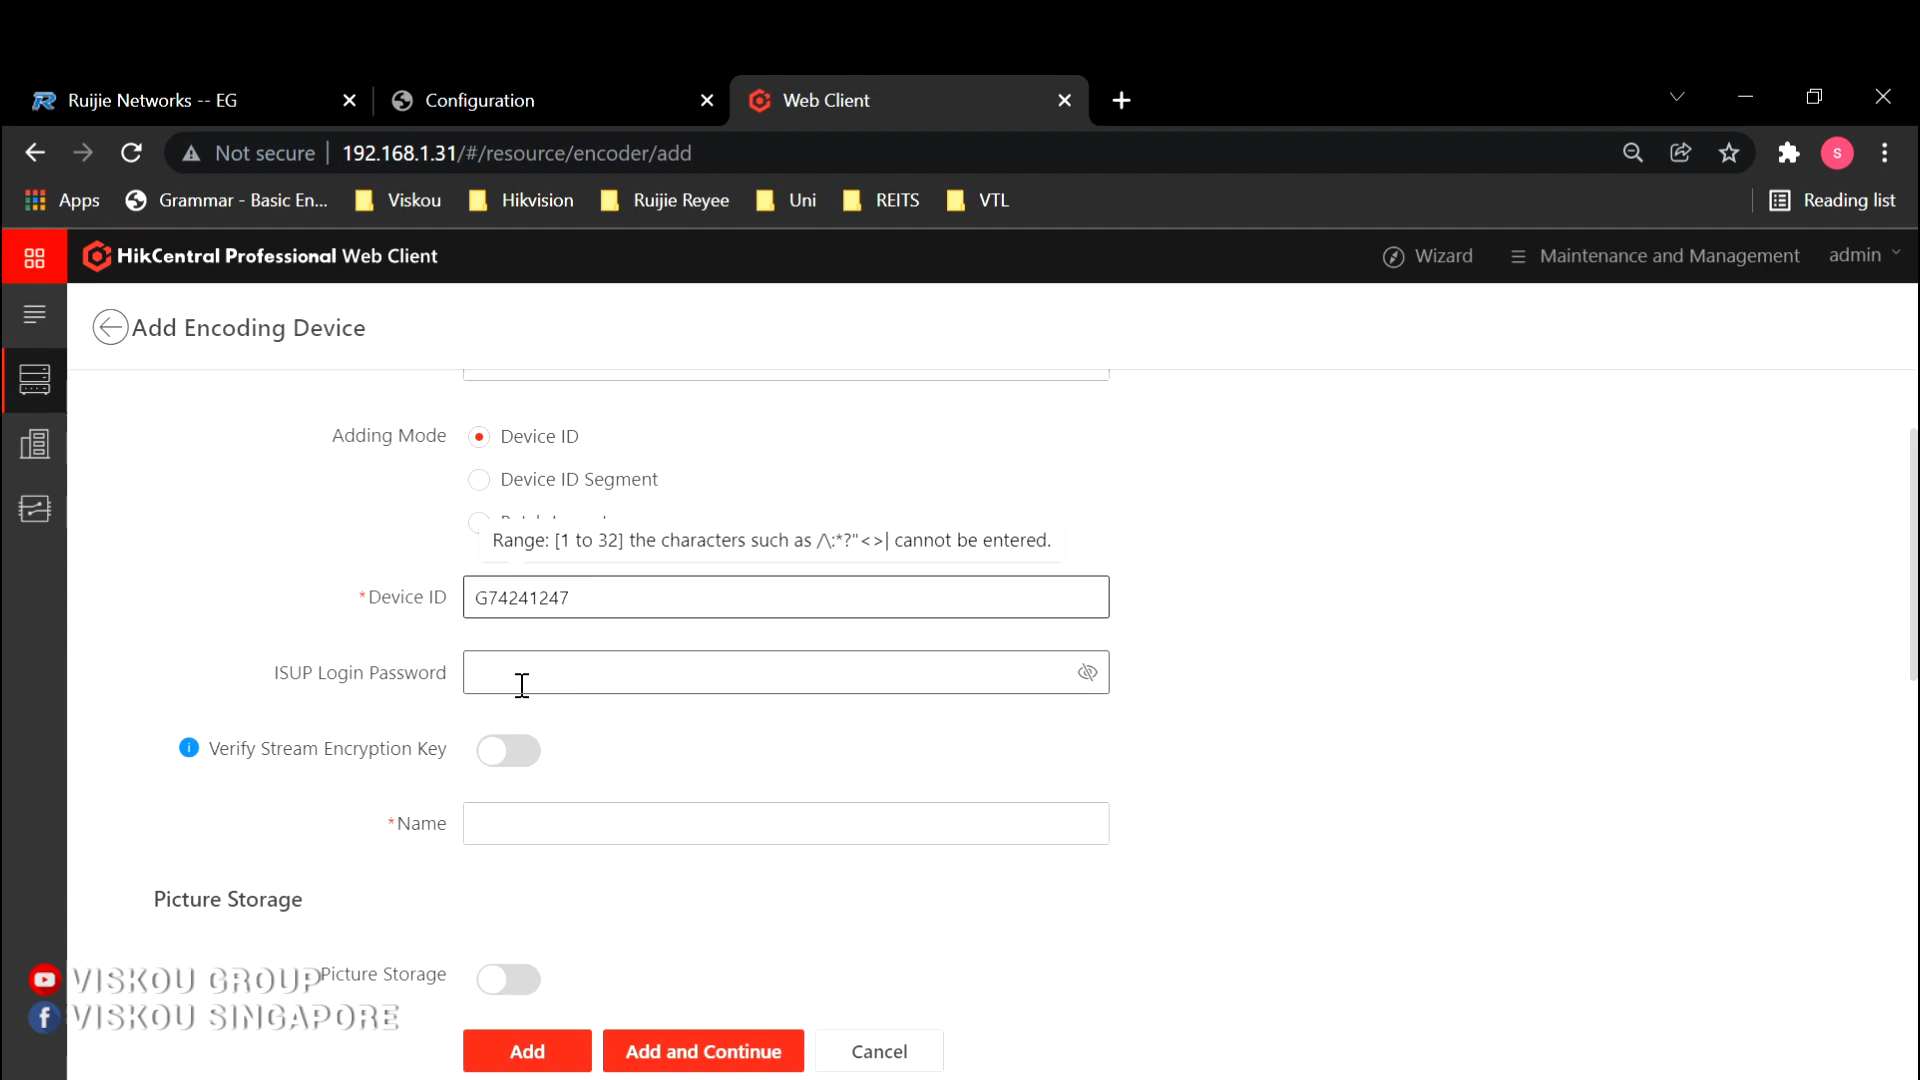 Ruijie Networks -- EG
Configuration
Web Client
Not secure 192.168.1.31/#/resource/encoder/add
Apps Grammar - Basic En... Viskou Hikvision Ruijie Reyee Uni REITS VTL Reading list
HikCentral Professional Web Client
Wizard Maintenance and Management admin
Add Encoding Device
Adding Mode Device ID
Device ID Segment
Range: [1 to 32] the characters such as /\:*?"<>| cannot be entered.
*Device ID G74241247
ISUP Login Password
Verify Stream Encryption Key
*Name
Picture Storage
Picture Storage
VISKOU GROUP
VISKOU SINGAPORE
Add Add and Continue Cancel